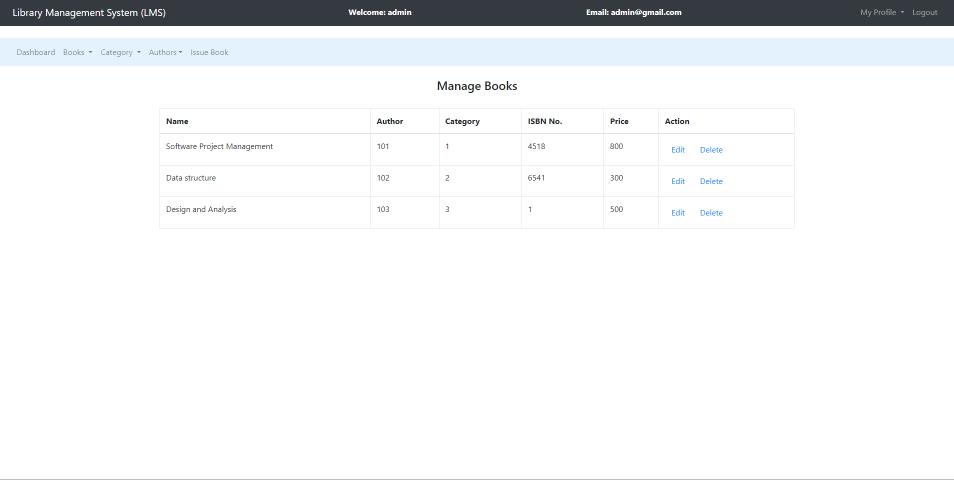 Library Management System (LMS) Welcome: admin Email: admin@gmail.com My Profile Logout
Dashboard Books Category Authors Issue Book
Manage Books
Name Author Category ISBN No. Price Action
Software Project Management 101 1 4518 800 Edit Delete
Data structure 102 2 6541 300 Edit Delete
Design and Analysis 103 3 1 500 Edit Delete